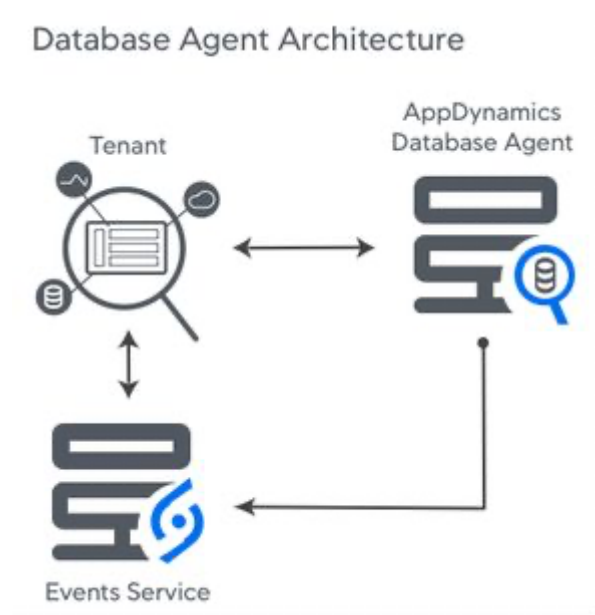 Database Agent Architecture
Tenant
AppDynamics
Database Agent
Events Service